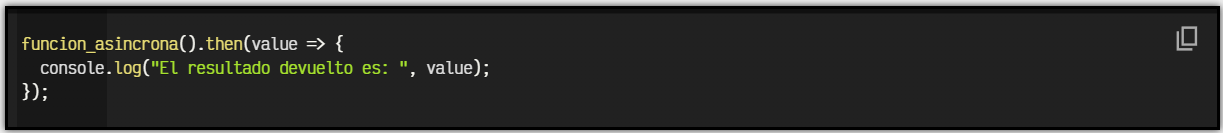 funcion_asincrona().then(value => {
  console.log("El resultado devuelto es: ", value);
});